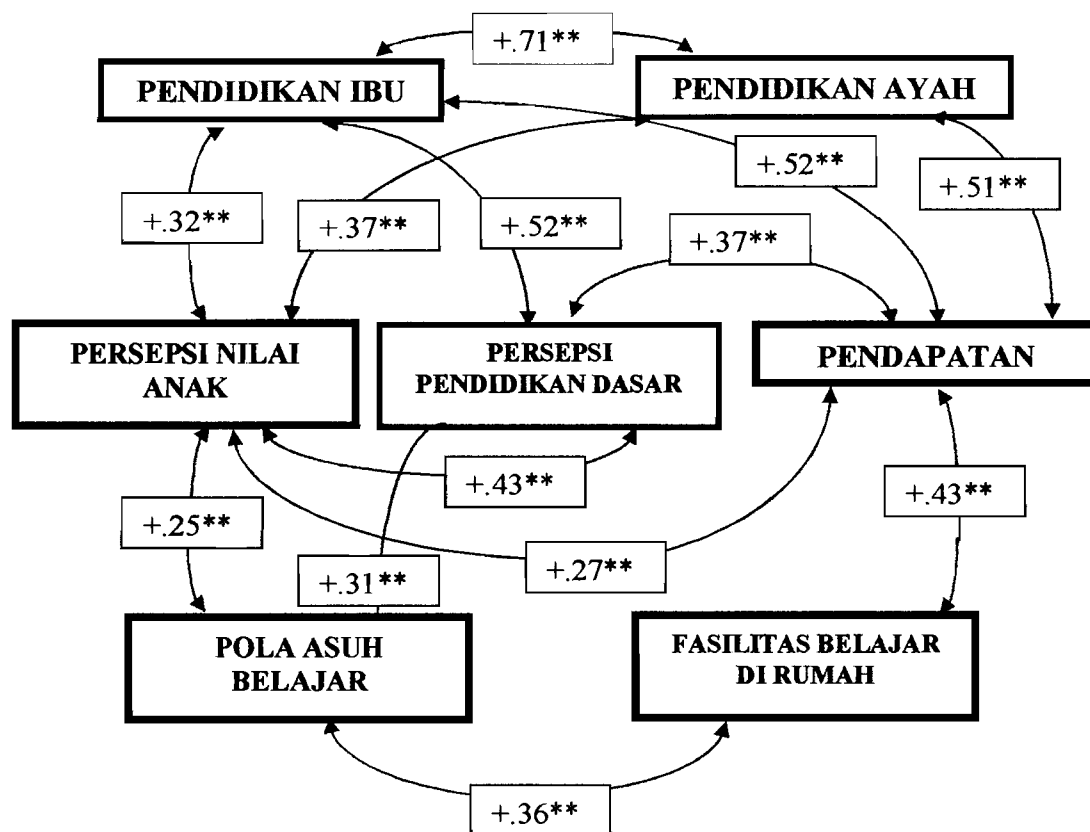 +.71**
PENDIDIKAN IBU
PENDIDIKAN AYAH
+.52**
+.51**
+.32**
+.37**
+.52**
+.37**
PERSEPSI NILAI
ANAK
PERSEPSI
PENDIDIKAN DASAR
PENDAPATAN
+.43**
+.43**
+.25**
+.31**
+.27**
POLA ASUH
BELAJAR
FASILITAS BELAJAR
DI RUMAH
+.36**